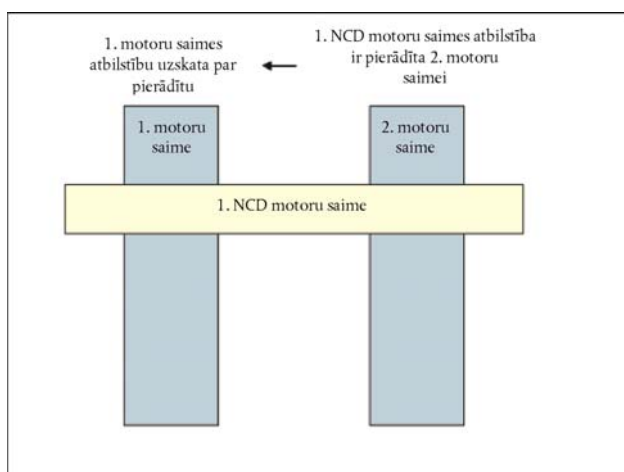 1. motoru saimes
atbilstību uzskata par
pierādītu
1. NCD motoru saimes atbilstība
ir pierādīta 2. motoru
saimei
1. motoru
saime
2. motoru
saime
1. NCD motoru saime